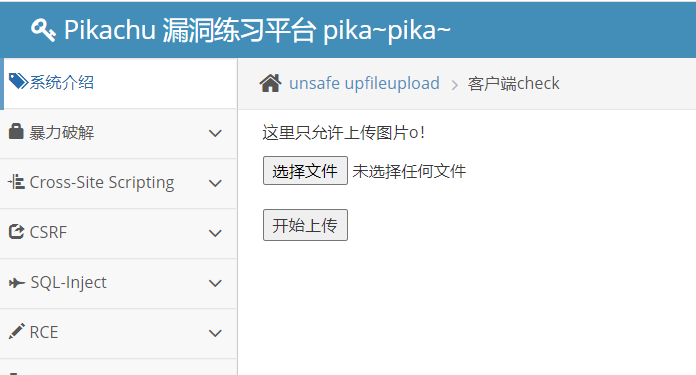 Pikachu 漏洞练习平台 pika~pika~
系统介绍
暴力破解
Cross-Site Scripting
CSRF
SQL-Inject
RCE
unsafe upfileupload
客户端check
这里只允许上传图片o!
选择文件 未选择任何文件
开始上传